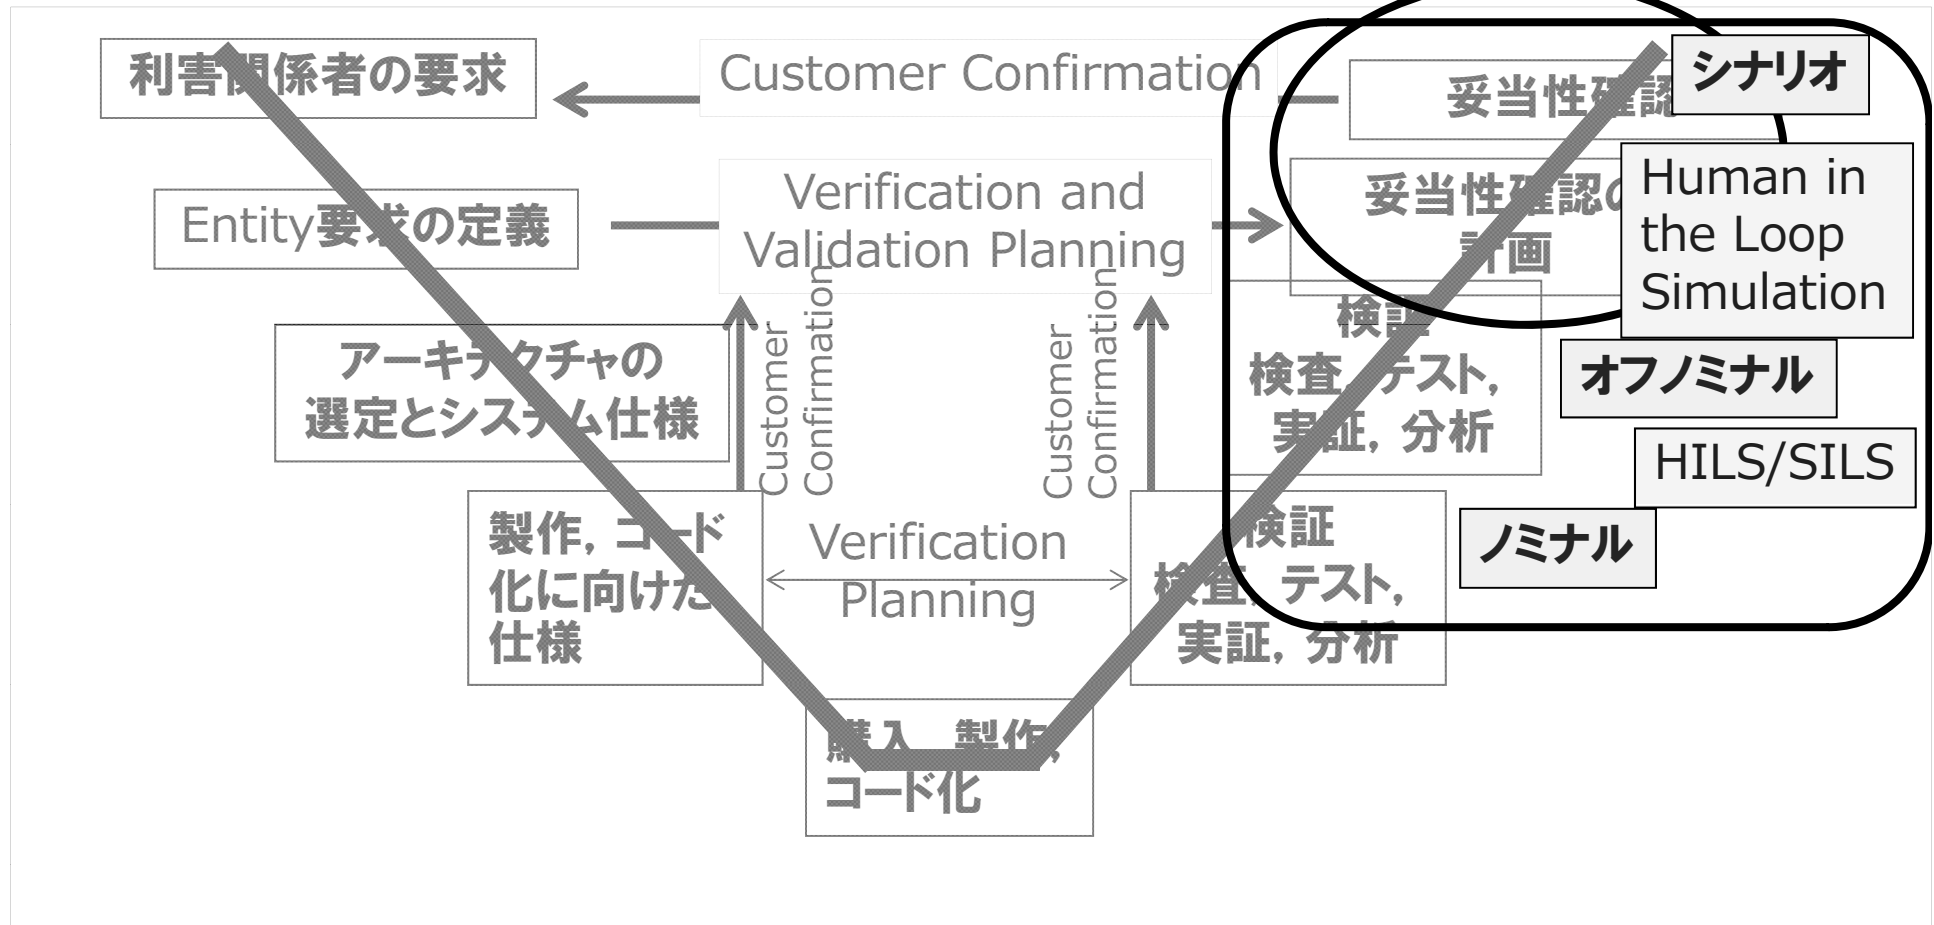 利害関係者の要求
Customer Confirmation
妥当性確認
シナリオ
Entity要求の定義
Verification and
Validation Planning
妥当性確認の
計画
Human in
the Loop
Simulation
アーキテクチャの
選定とシステム仕様
Customer
Confirmation
Customer
Confirmation
検証
検査, テスト,
実証, 分析
オフノミナル
HILS/SILS
製作, コード
化に向けた
仕様
Verification
Planning
検証
検査, テスト,
実証, 分析
ノミナル
購入, 製作,
コード化